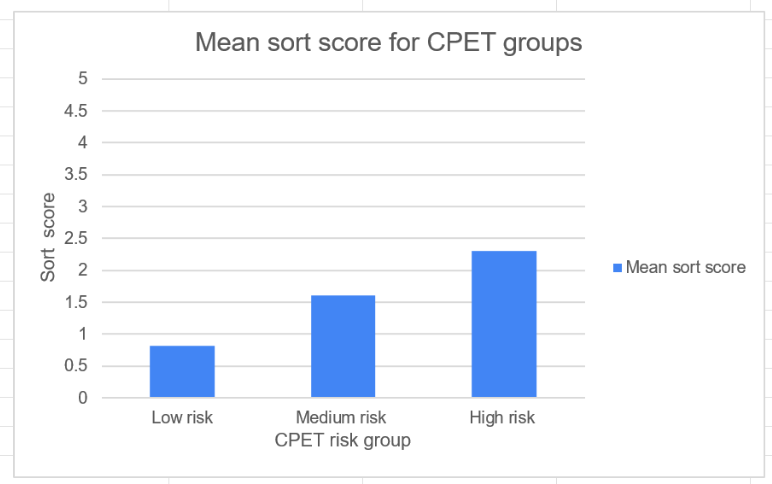 Mean sort score for CPET groups
5
4.5
4
3.5
3
2.5
2
1.5
1
0.5
0
Sort score
Low risk Medium risk High risk
CPET risk group
Mean sort score